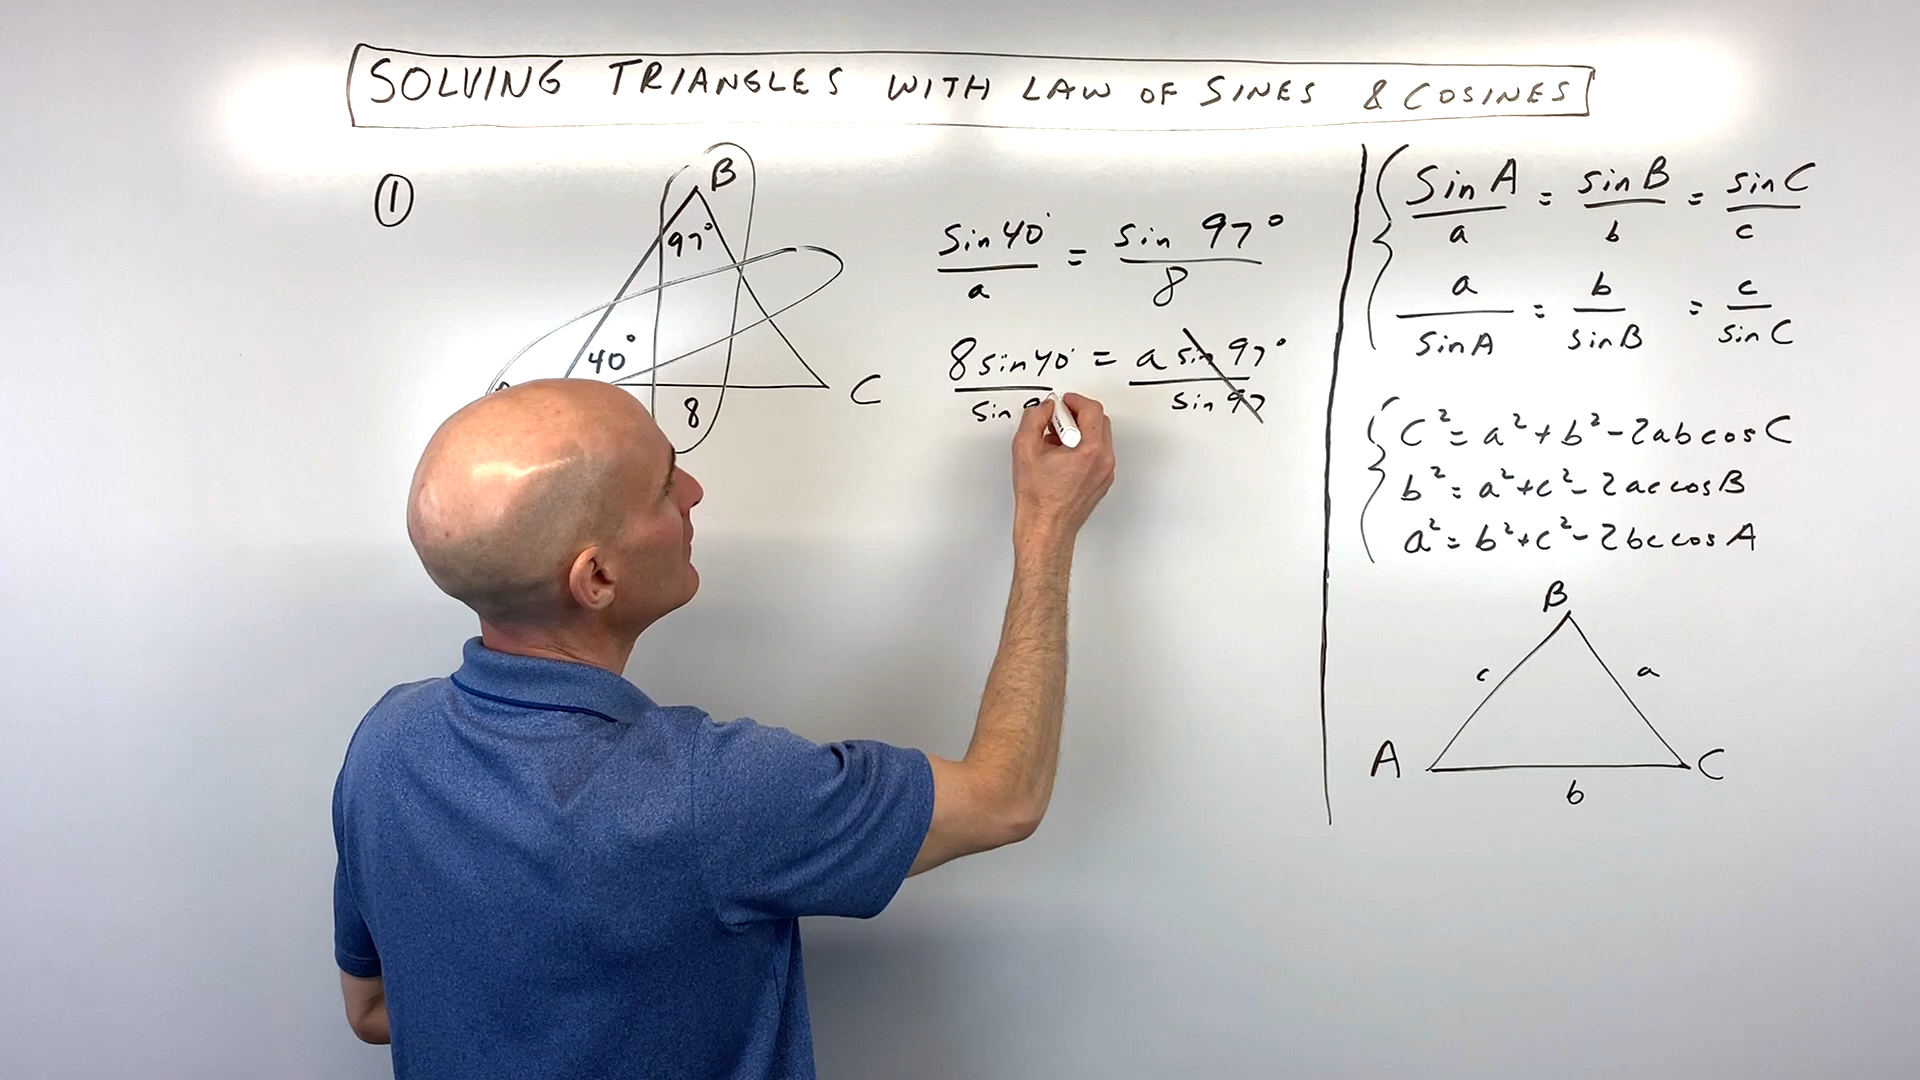 SOLVING TRIANGLES WITH LAW OF SINES & COSINES
①
B
97°
40°
8
C
sin 40° / a = sin 97° / 8
8 sin 40° = a sin 97°
sin 9 sin 97
sin A / a = sin B / b = sin C / c
a / sin A = b / sin B = c / sin C
c² = a² + b² - 2ab cos C
b² = a² + c² - 2ac cos B
a² = b² + c² - 2bc cos A
B
c a
A C
b